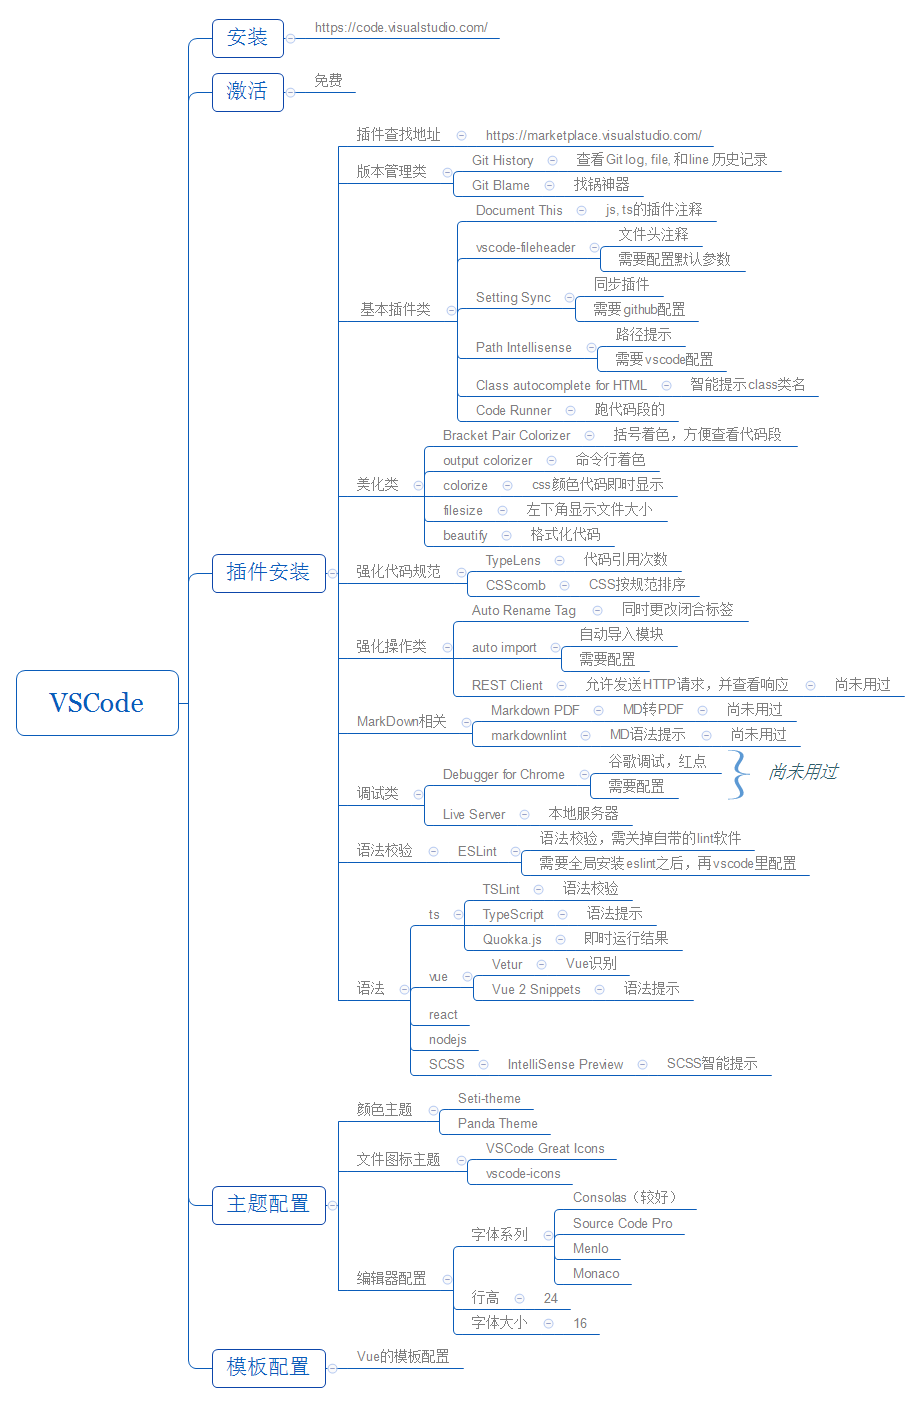 VSCode
安装
https://code.visualstudio.com/
激活
免费
插件安装
插件查找地址
https://marketplace.visualstudio.com/
版本管理类
Git History
查看Git log, file, 和line 历史记录
Git Blame
找锅神器
基本插件类
Document This
js, ts的插件注释
vscode-fileheader
文件头注释
需要配置默认参数
Setting Sync
同步插件
需要github配置
Path Intellisense
路径提示
需要vscode配置
Class autocomplete for HTML
智能提示class类名
Code Runner
跑代码段的
美化类
Bracket Pair Colorizer
括号着色，方便查看代码段
output colorizer
命令行着色
colorize
css颜色代码即时显示
filesize
左下角显示文件大小
beautify
格式化代码
强化代码规范
TypeLens
代码引用次数
CSScomb
CSS按规范排序
强化操作类
Auto Rename Tag
同时更改闭合标签
auto import
自动导入模块
需要配置
REST Client
允许发送HTTP请求，并查看响应
尚未用过
MarkDown相关
Markdown PDF
MD转PDF
尚未用过
markdownlint
MD语法提示
尚未用过
调试类
Debugger for Chrome
谷歌调试，红点
需要配置
尚未用过
Live Server
本地服务器
语法校验
ESLint
语法校验，需关掉自带的lint软件
需要全局安装eslint之后，再vscode里配置
语法
ts
TSLint
语法校验
TypeScript
语法提示
Quokka.js
即时运行结果
vue
Vetur
Vue识别
Vue 2 Snippets
语法提示
react
nodejs
SCSS
IntelliSense Preview
SCSS智能提示
主题配置
颜色主题
Seti-theme
Panda Theme
文件图标主题
VSCode Great Icons
vscode-icons
编辑器配置
字体系列
Consolas（较好）
Source Code Pro
Menlo
Monaco
行高
24
字体大小
16
模板配置
Vue的模板配置